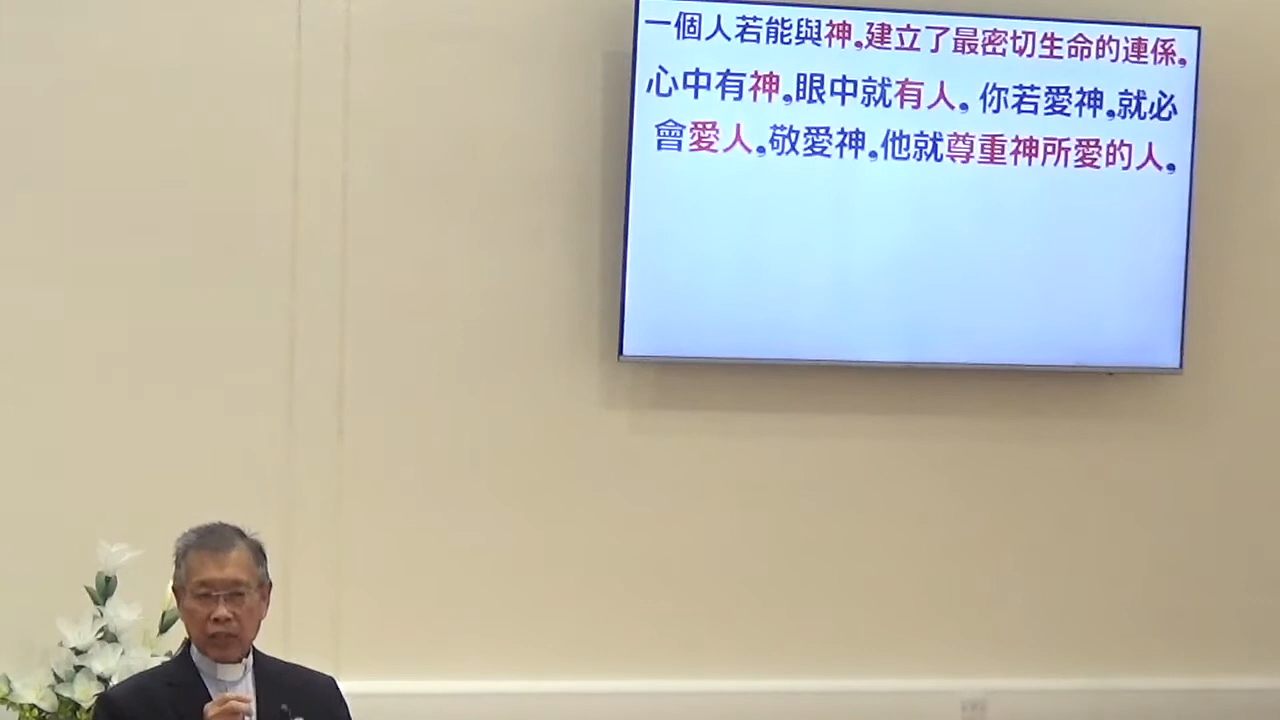 一個人若能與神，建立了最密切生命的連係，
心中有神，眼中就有人。你若愛神，就必
會愛人，敬愛神，他就尊重神所愛的人，